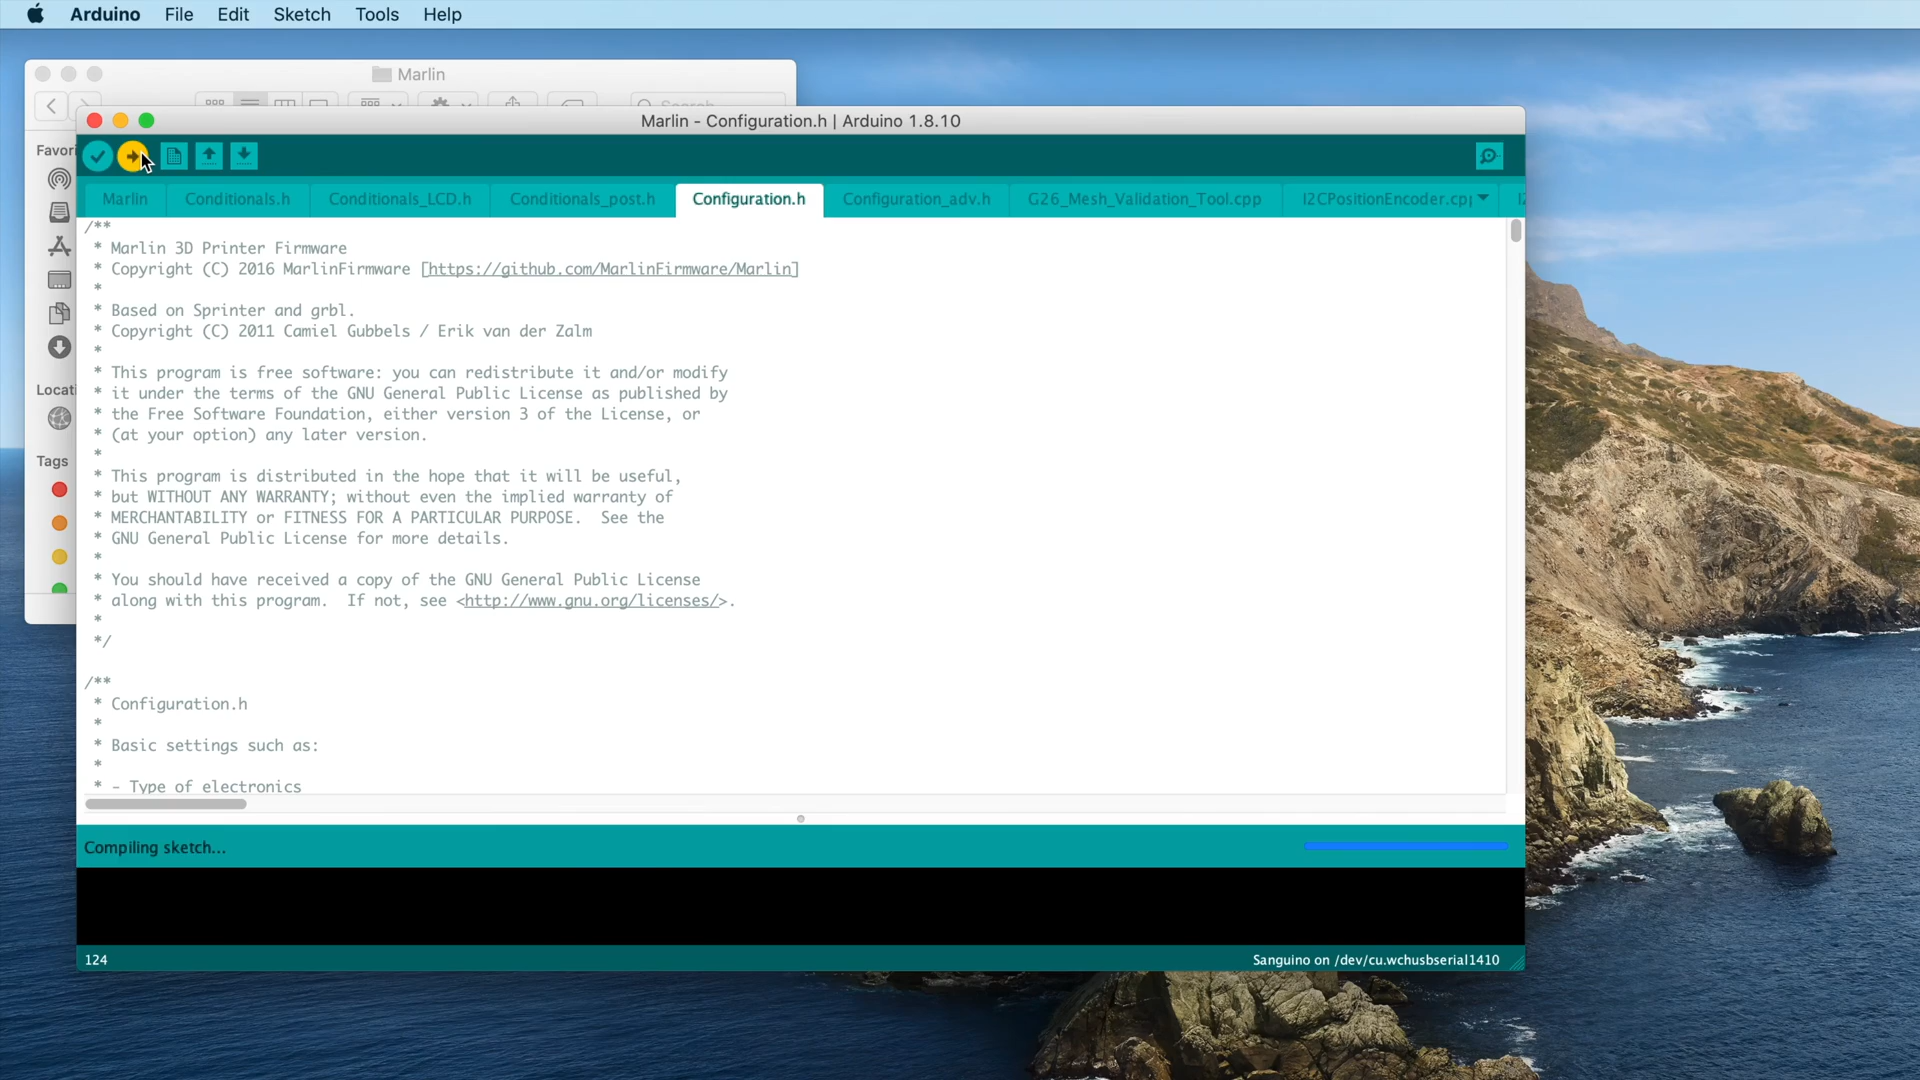 Arduino File Edit Sketch Tools Help
Marlin
Search
Marlin - Configuration.h | Arduino 1.8.10
Favori
Locati
Tags
Marlin Conditionals.h Conditionals_LCD.h Conditionals_post.h Configuration.h Configuration_adv.h G26_Mesh_Validation_Tool.cpp I2CPositionEncoder.cpp
/**
* Marlin 3D Printer Firmware
* Copyright (C) 2016 MarlinFirmware [https://github.com/MarlinFirmware/Marlin]
*
* Based on Sprinter and grbl.
* Copyright (C) 2011 Camiel Gubbels / Erik van der Zalm
*
* This program is free software: you can redistribute it and/or modify
* it under the terms of the GNU General Public License as published by
* the Free Software Foundation, either version 3 of the License, or
* (at your option) any later version.
*
* This program is distributed in the hope that it will be useful,
* but WITHOUT ANY WARRANTY; without even the implied warranty of
* MERCHANTABILITY or FITNESS FOR A PARTICULAR PURPOSE.  See the
* GNU General Public License for more details.
*
* You should have received a copy of the GNU General Public License
* along with this program.  If not, see <http://www.gnu.org/licenses/>.
*
*/
/**
* Configuration.h
*
* Basic settings such as:
*
* - Type of electronics
Compiling sketch...
124
Sanguino on /dev/cu.wchusbserial1410